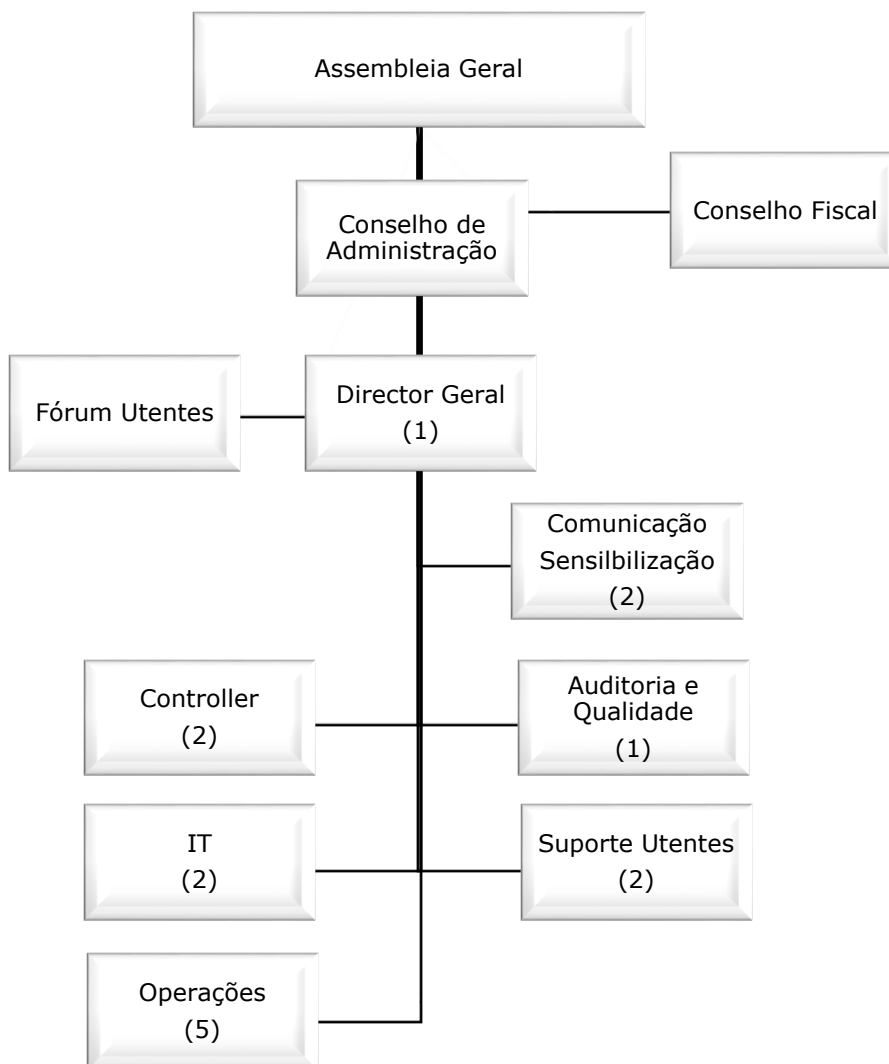 Assembleia Geral
Conselho de
Administração
Conselho Fiscal
Fórum Utentes
Director Geral
(1)
Comunicação
Sensilbilização
(2)
Controller
(2)
Auditoria e
Qualidade
(1)
IT
(2)
Suporte Utentes
(2)
Operações
(5)